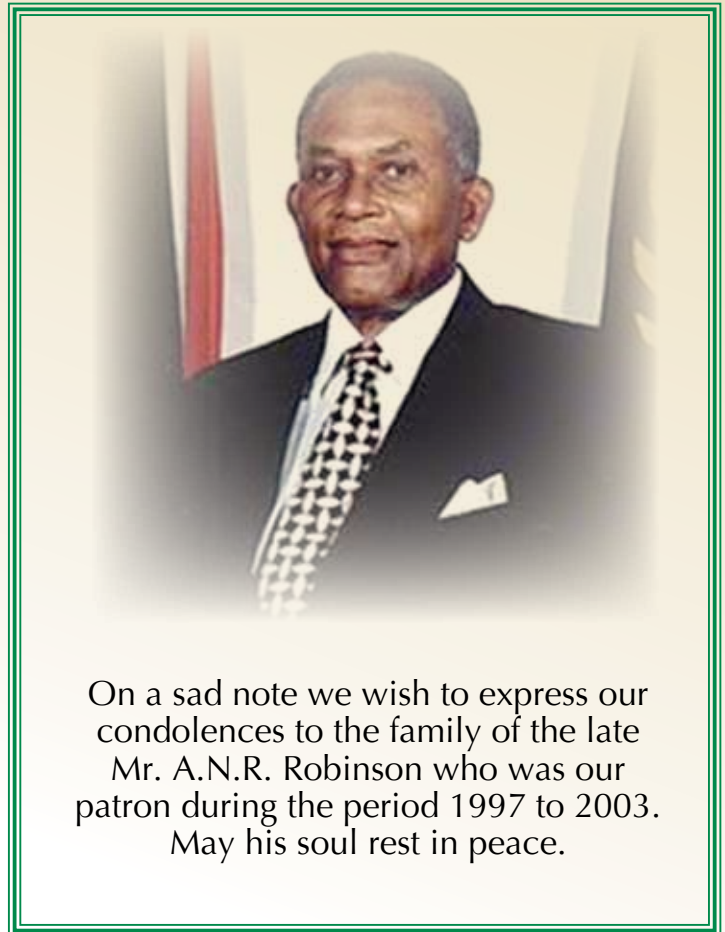 On a sad note we wish to express our
condolences to the family of the late
Mr. A.N.R. Robinson who was our
patron during the period 1997 to 2003.
May his soul rest in peace.